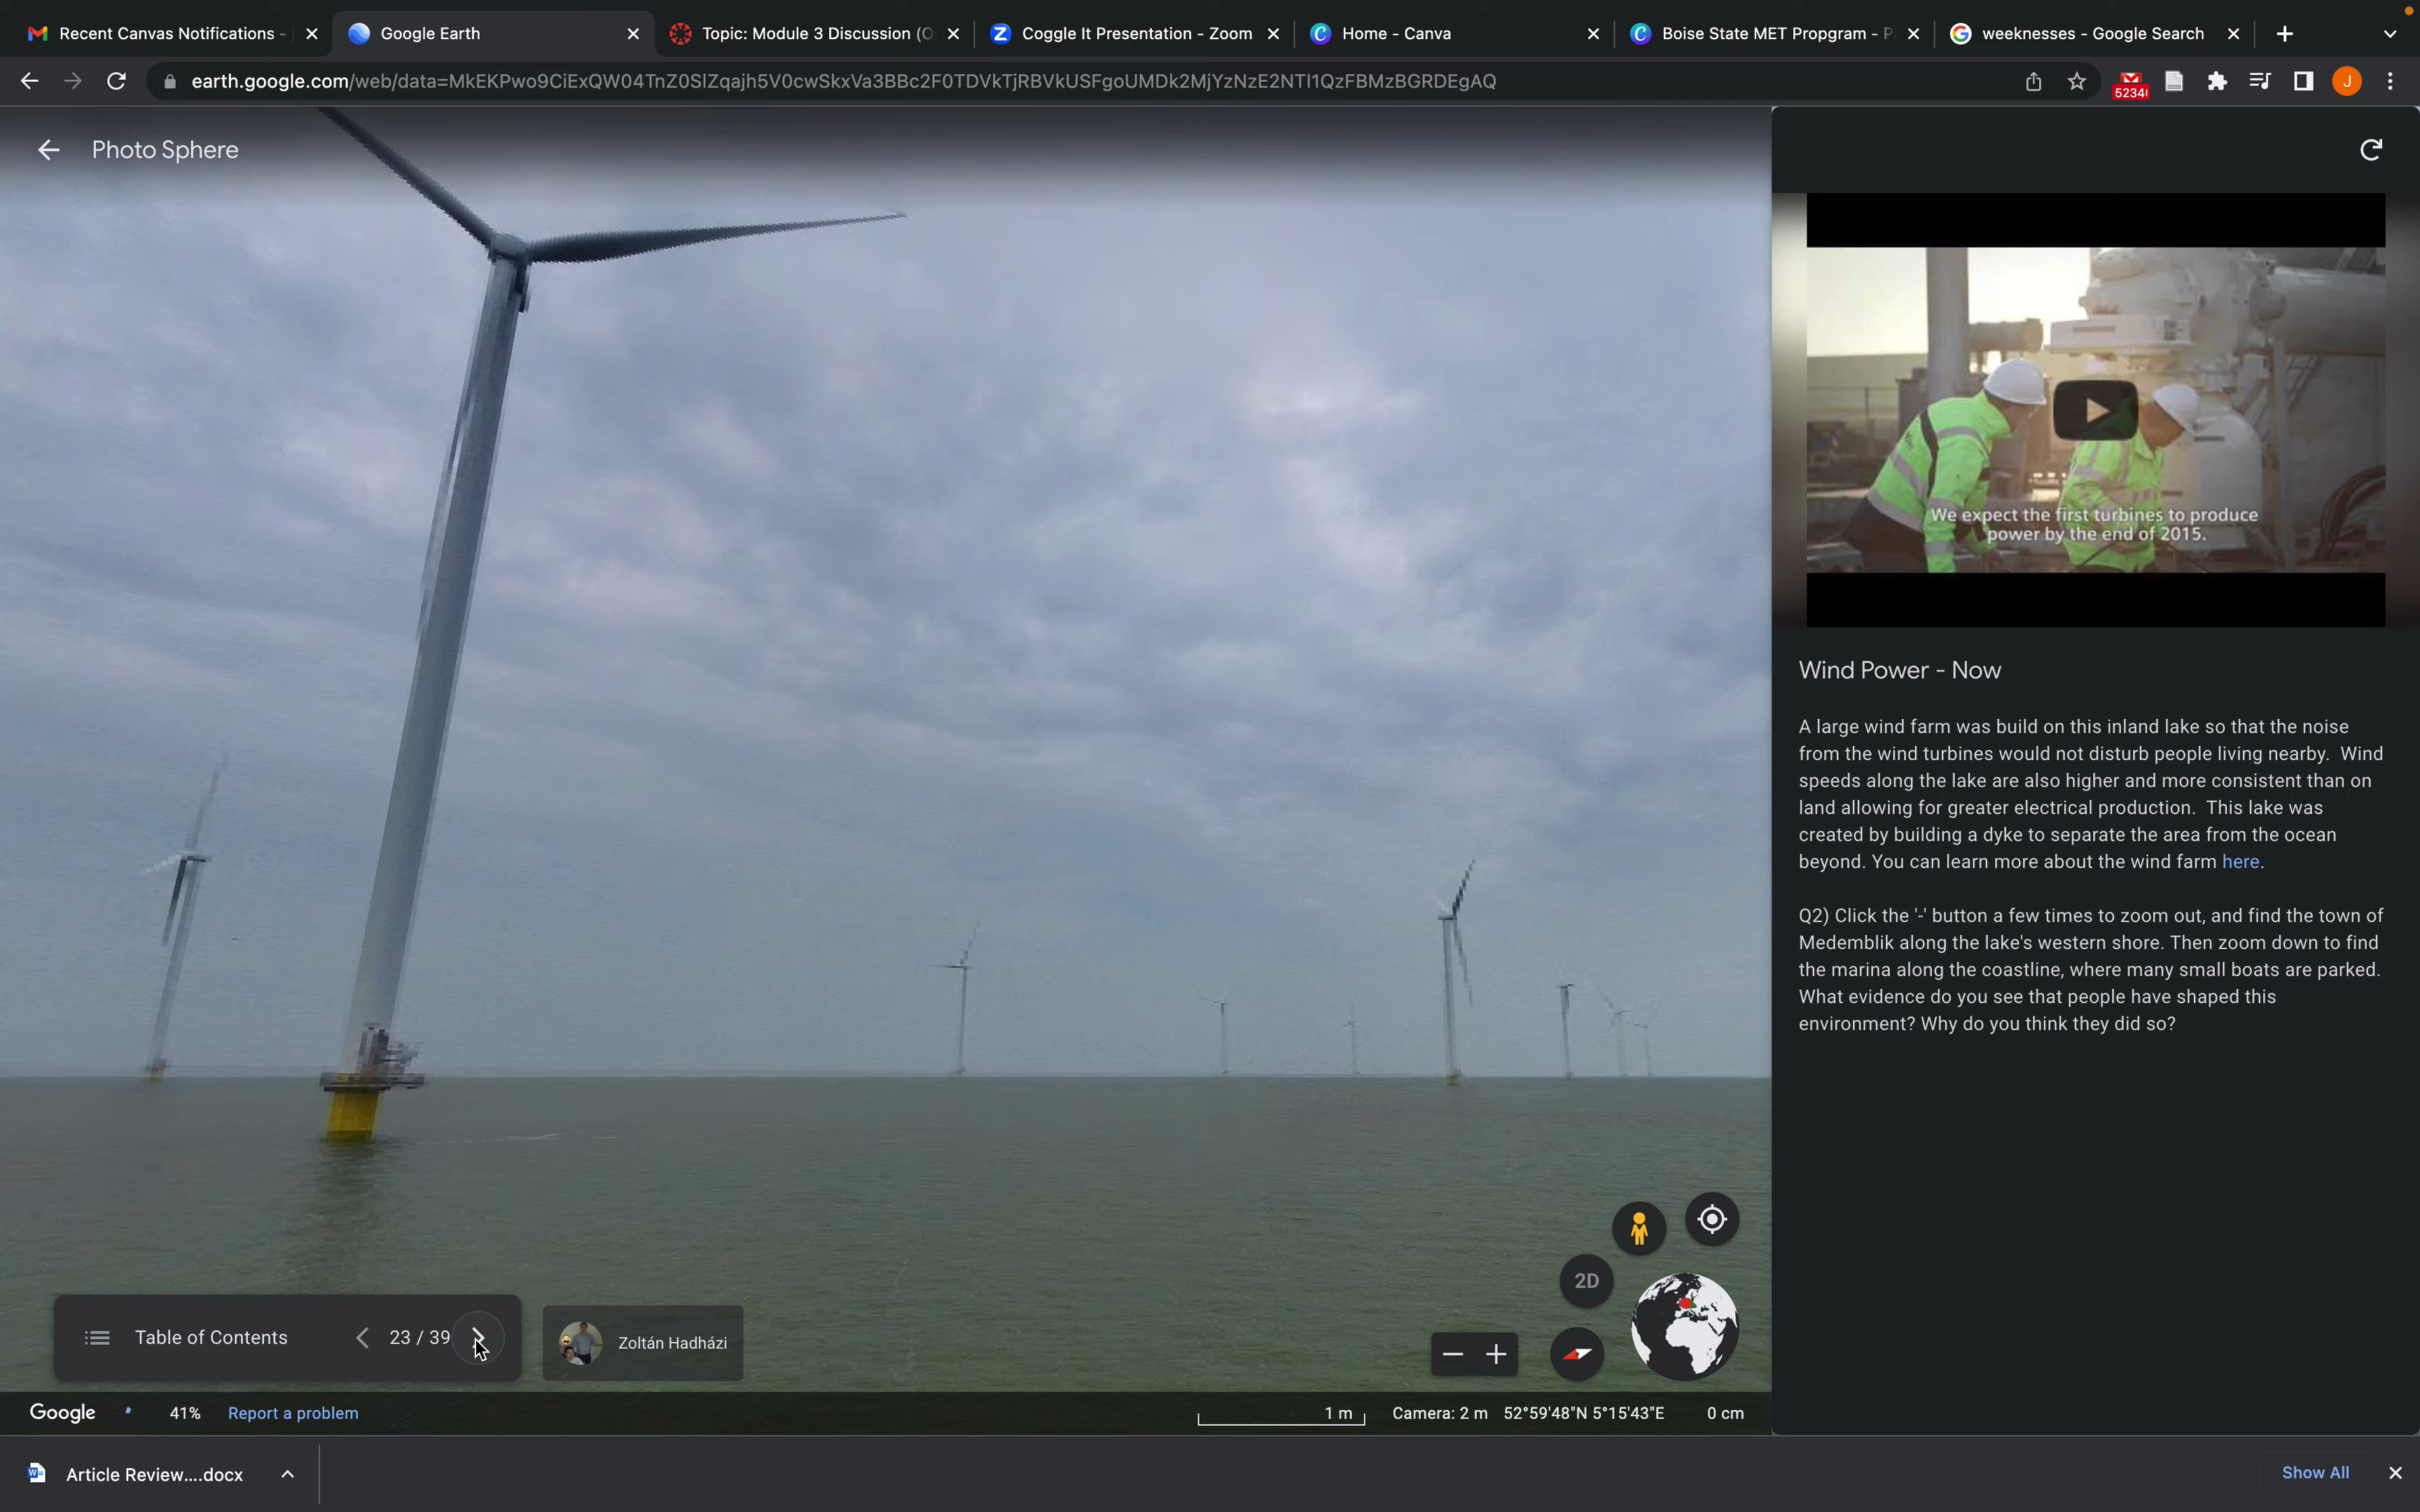 Recent Canvas Notifications -
Google Earth
Topic: Module 3 Discussion (O
Coggle It Presentation - Zoom
Home - Canva
Boise State MET Propgram - P
weeknesses - Google Search
earth.google.com/web/data=MkEKPwo9CiExQW04TnZ0SlZqajh5V0cwSkxVa3BBc2F0TDVkTjRBVkUSFgoUMDk2MjYzNzE2NTI1QzFBMzBGRDEgAQ
5234
J
Photo Sphere
We expect the first turbines to produce
power by the end of 2015.
Wind Power - Now
A large wind farm was build on this inland lake so that the noise
from the wind turbines would not disturb people living nearby.  Wind
speeds along the lake are also higher and more consistent than on
land allowing for greater electrical production.  This lake was
created by building a dyke to separate the area from the ocean
beyond. You can learn more about the wind farm here.
Q2) Click the '-' button a few times to zoom out, and find the town of
Medemblik along the lake's western shore. Then zoom down to find
the marina along the coastline, where many small boats are parked.
What evidence do you see that people have shaped this
environment? Why do you think they did so?
2D
Table of Contents
23 / 39
Zoltán Hadházi
Google
41%
Report a problem
1 m
Camera: 2 m
52°59'48"N 5°15'43"E
0 cm
Article Review....docx
Show All